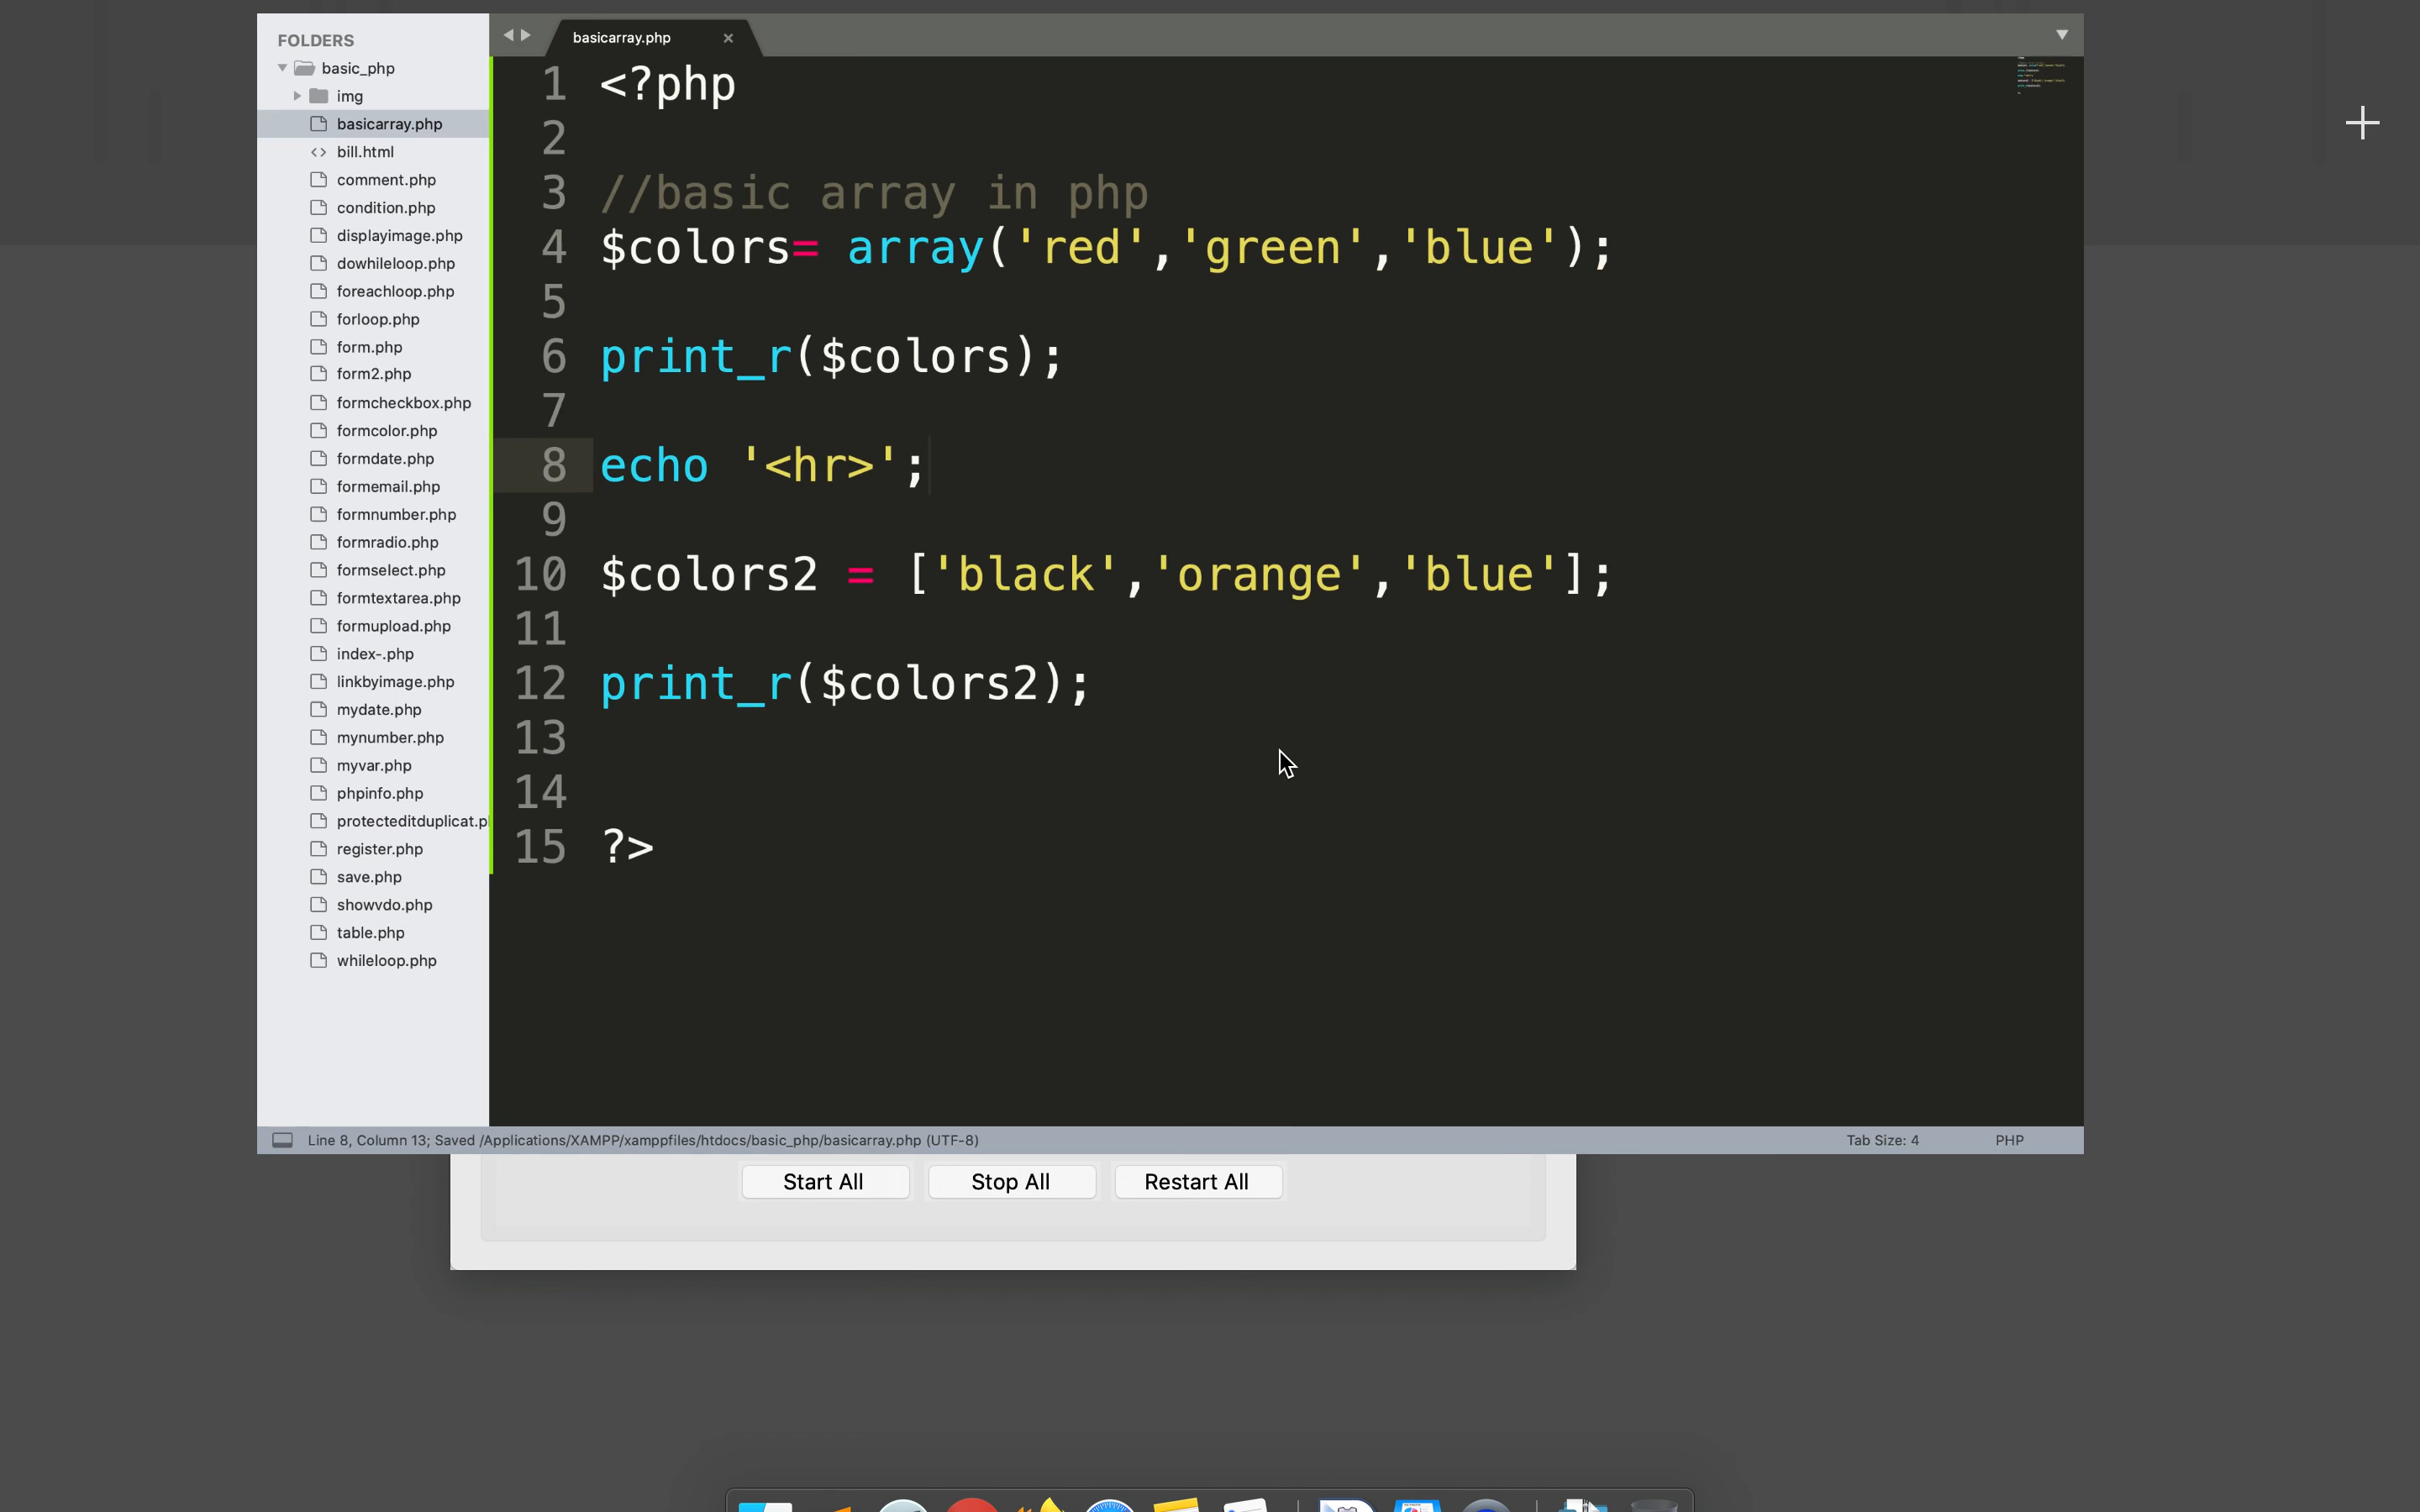 FOLDERS
basic_php
img
basicarray.php
bill.html
comment.php
condition.php
displayimage.php
dowhileloop.php
foreachloop.php
forloop.php
form.php
form2.php
formcheckbox.php
formcolor.php
formdate.php
formemail.php
formnumber.php
formradio.php
formselect.php
formtextarea.php
formupload.php
index-.php
linkbyimage.php
mydate.php
mynumber.php
myvar.php
phpinfo.php
protecteditduplicat.p
register.php
save.php
showvdo.php
table.php
whileloop.php
basicarray.php
1 <?php
2
3 //basic array in php
4 $colors= array('red','green','blue');
5
6 print_r($colors);
7
8 echo '<hr>';
9
10 $colors2 = ['black','orange','blue'];
11
12 print_r($colors2);
13
14
15 ?>
Line 8, Column 13; Saved /Applications/XAMPP/xamppfiles/htdocs/basic_php/basicarray.php (UTF-8)
Tab Size: 4
PHP
Start All
Stop All
Restart All